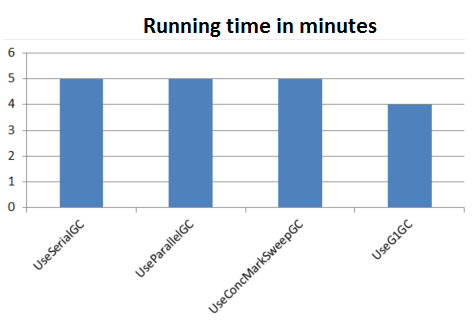 Running time in minutes
6
5
4
3
2
1
0
UseSerialGC
UseParallelGC
UseConcMarkSweepGC
UseG1GC